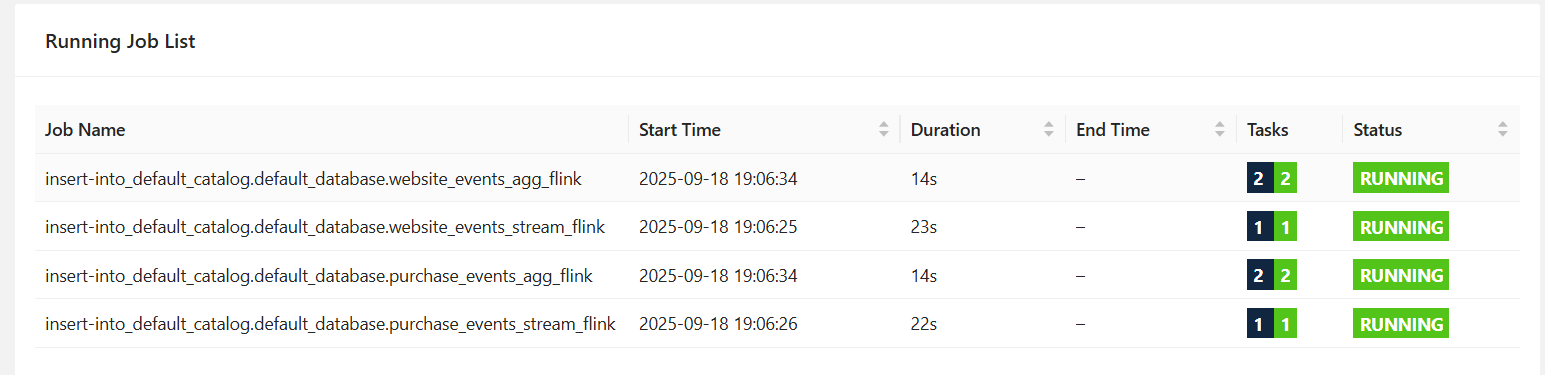 Running Job List
Job Name Start Time Duration End Time Tasks Status
insert-into_default_catalog.default_database.website_events_agg_flink 2025-09-18 19:06:34 14s – 2 2 RUNNING
insert-into_default_catalog.default_database.website_events_stream_flink 2025-09-18 19:06:25 23s – 1 1 RUNNING
insert-into_default_catalog.default_database.purchase_events_agg_flink 2025-09-18 19:06:34 14s – 2 2 RUNNING
insert-into_default_catalog.default_database.purchase_events_stream_flink 2025-09-18 19:06:26 22s – 1 1 RUNNING